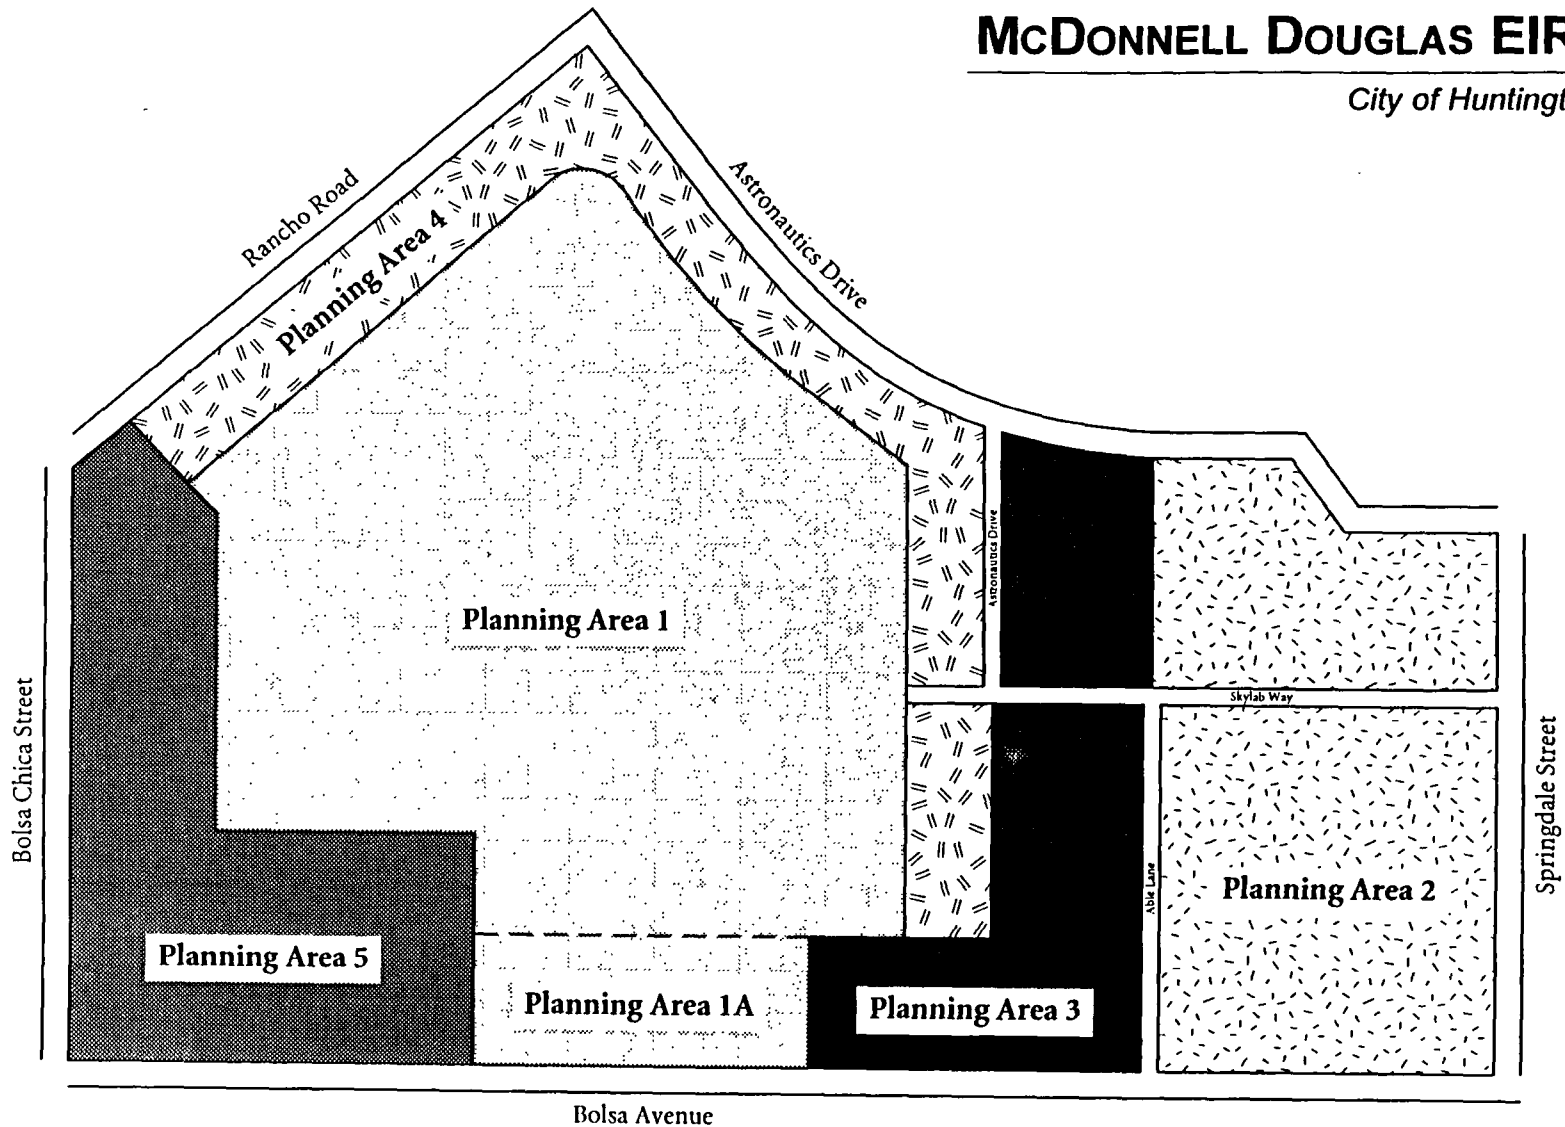 McDonnell Douglas EIR
City of Huntingt
Rancho Road
Astronautics Drive
Planning Area 4
Astronautics Drive
Planning Area 1
Skylab Way
Bolsa Chica Street
Springdale Street
Able Lane
Planning Area 2
Planning Area 5
Planning Area 1A
Planning Area 3
Bolsa Avenue